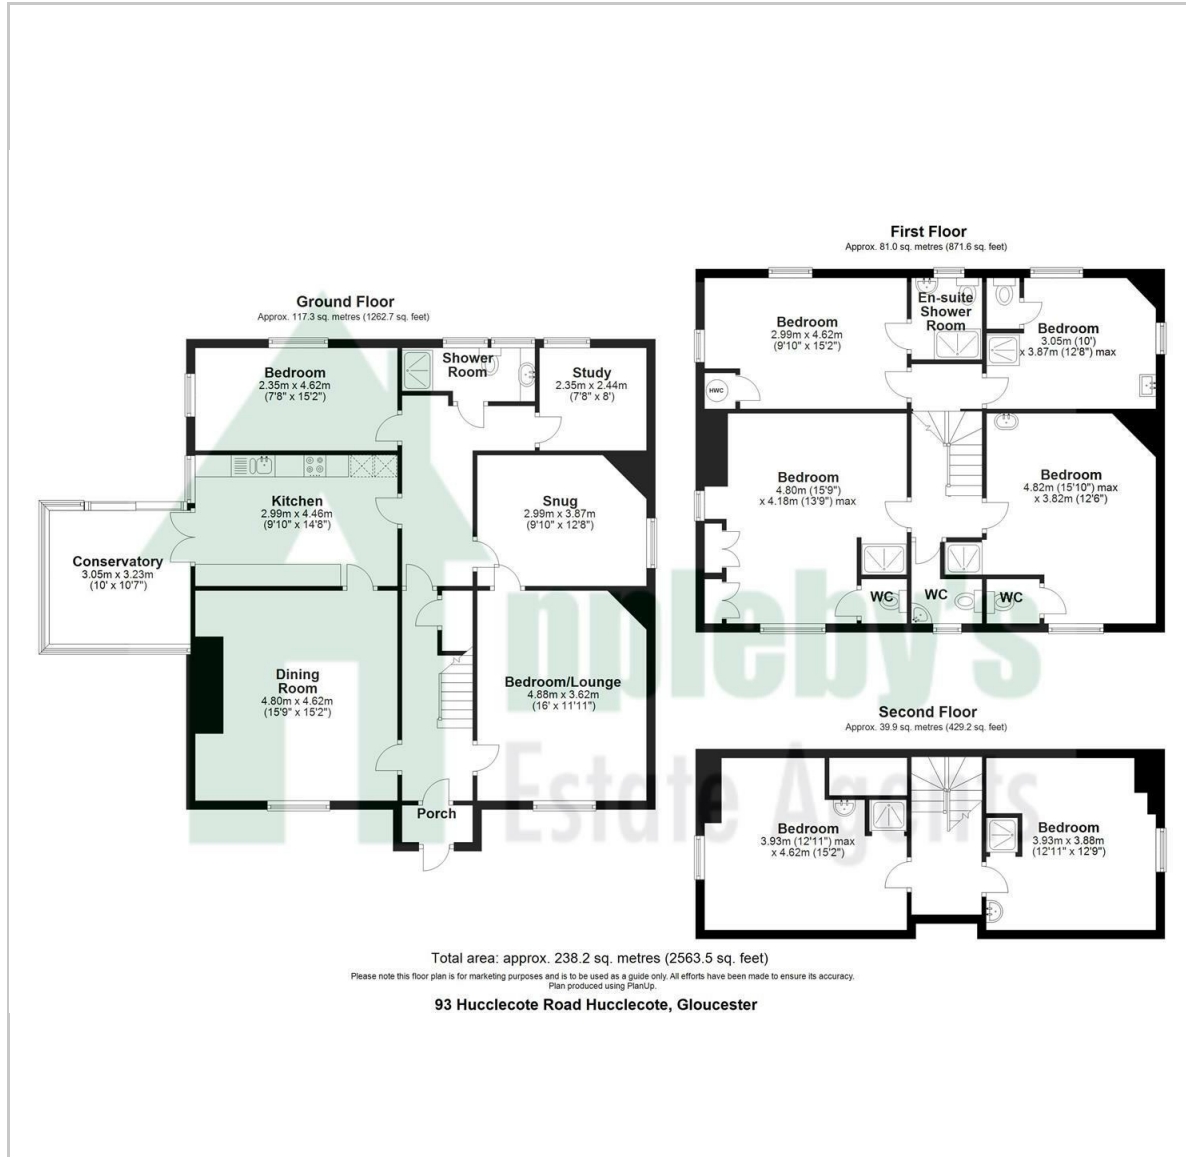 Ground Floor
Approx. 117.3 sq. metres (1262.7 sq. feet)
Bedroom
2.35m x 4.62m
(7'8" x 15'2")
Shower
Room
Study
2.35m x 2.44m
(7'8" x 8')
Kitchen
2.99m x 4.46m
(9'10" x 14'8")
Snug
2.99m x 3.87m
(9'10" x 12'8")
Conservatory
3.05m x 3.23m
(10' x 10'7")
Dining
Room
4.80m x 4.62m
(15'9" x 15'2")
Bedroom/Lounge
4.88m x 3.62m
(16' x 11'11")
Porch
First Floor
Approx. 81.0 sq. metres (871.6 sq. feet)
Bedroom
2.99m x 4.62m
(9'10" x 15'2")
En-suite
Shower
Room
Bedroom
3.05m (10')
x 3.87m (12'8") max
HWC
Bedroom
4.80m (15'9")
x 4.18m (13'9") max
Bedroom
4.82m (15'10") max
x 3.82m (12'6")
WC
WC
WC
Second Floor
Approx. 39.9 sq. metres (429.2 sq. feet)
Bedroom
3.93m (12'11") max
x 4.62m (15'2")
Bedroom
3.93m x 3.88m
(12'11" x 12'9")
ppleby's
Estate Agents
Total area: approx. 238.2 sq. metres (2563.5 sq. feet)
Please note this floor plan is for marketing purposes and is to be used as a guide only. All efforts have been made to ensure its accuracy.
Plan produced using PlanUp.
93 Hucclecote Road Hucclecote, Gloucester